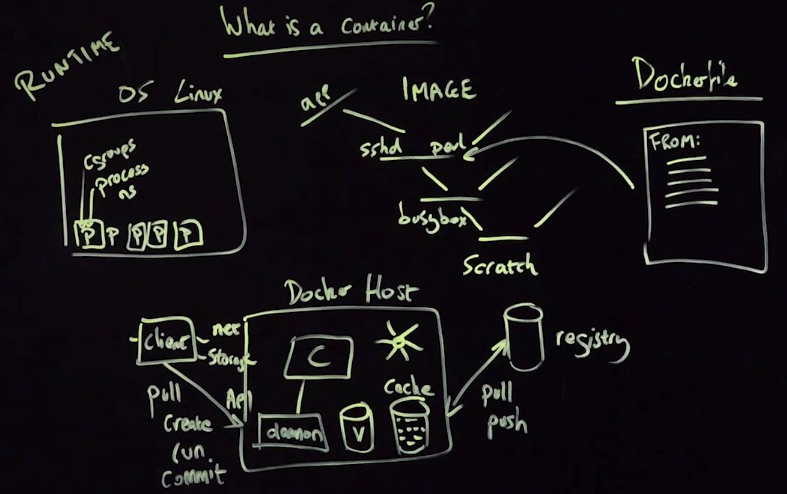 What is a Container?
RUNTIME
OS Linux
cgroups
process
ns
P P P P P
app
IMAGE
sshd perl
busybox
Scratch
Dockerfile
FROM:
Docker Host
client
net
Storage
pull
API
Create
run.
Commit
C
daemon
V
Cache
registry
pull
push